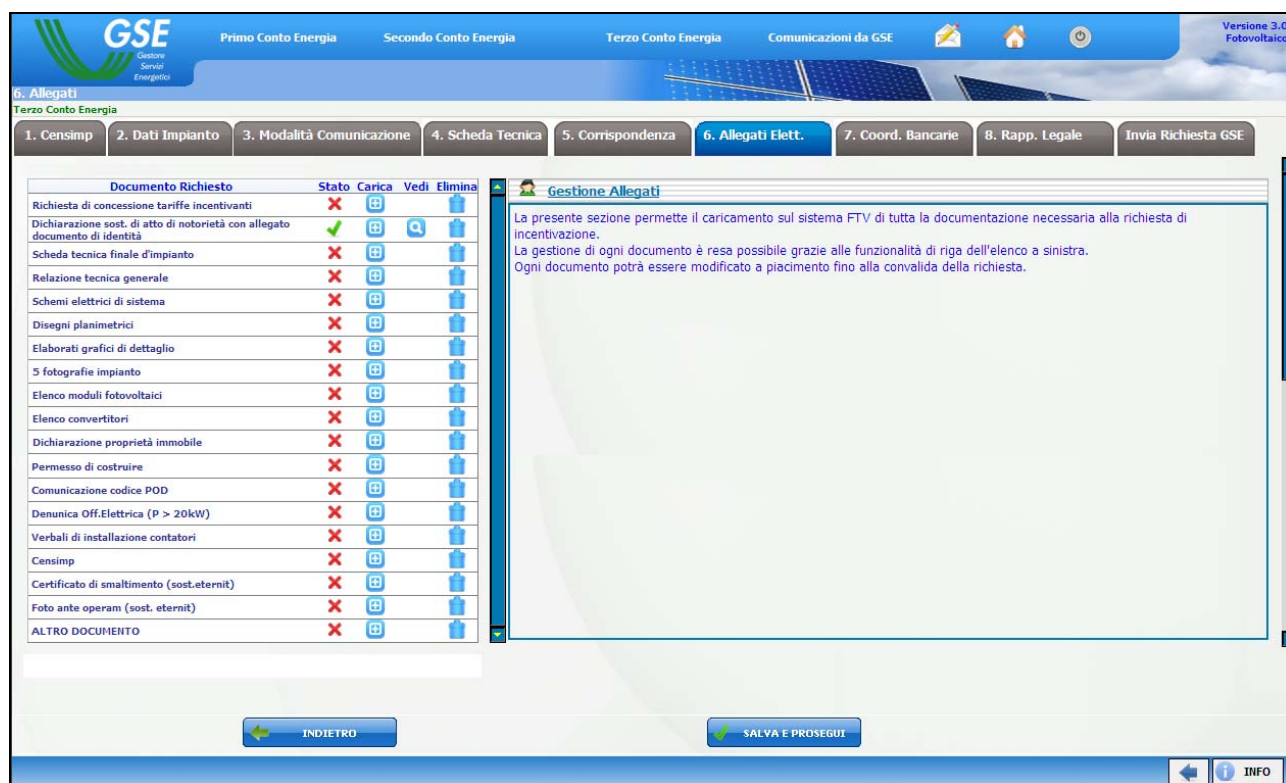 GSE
Gestore
Servizi
Energetici
Primo Conto Energia
Secondo Conto Energia
Terzo Conto Energia
Comunicazioni da GSE
Versione 3.0
Fotovoltaico
6. Allegati
Terzo Conto Energia
1. Censimp
2. Dati Impianto
3. Modalità Comunicazione
4. Scheda Tecnica
5. Corrispondenza
6. Allegati Elett.
7. Coord. Bancarie
8. Rapp. Legale
Invia Richiesta GSE
Documento Richiesto Stato Carica Vedi Elimina
Richiesta di concessione tariffe incentivanti
Dichiarazione sost. di atto di notorietà con allegato
documento di identità
Scheda tecnica finale d'impianto
Relazione tecnica generale
Schemi elettrici di sistema
Disegni planimetrici
Elaborati grafici di dettaglio
5 fotografie impianto
Elenco moduli fotovoltaici
Elenco convertitori
Dichiarazione proprietà immobile
Permesso di costruire
Comunicazione codice POD
Denunica Off.Elettrica (P > 20kW)
Verbali di installazione contatori
Censimp
Certificato di smaltimento (sost.eternit)
Foto ante operam (sost. eternit)
ALTRO DOCUMENTO
Gestione Allegati
La presente sezione permette il caricamento sul sistema FTV di tutta la documentazione necessaria alla richiesta di
incentivazione.
La gestione di ogni documento è resa possibile grazie alle funzionalità di riga dell'elenco a sinistra.
Ogni documento potrà essere modificato a piacimento fino alla convalida della richiesta.
INDIETRO
SALVA E PROSEGUI
INFO